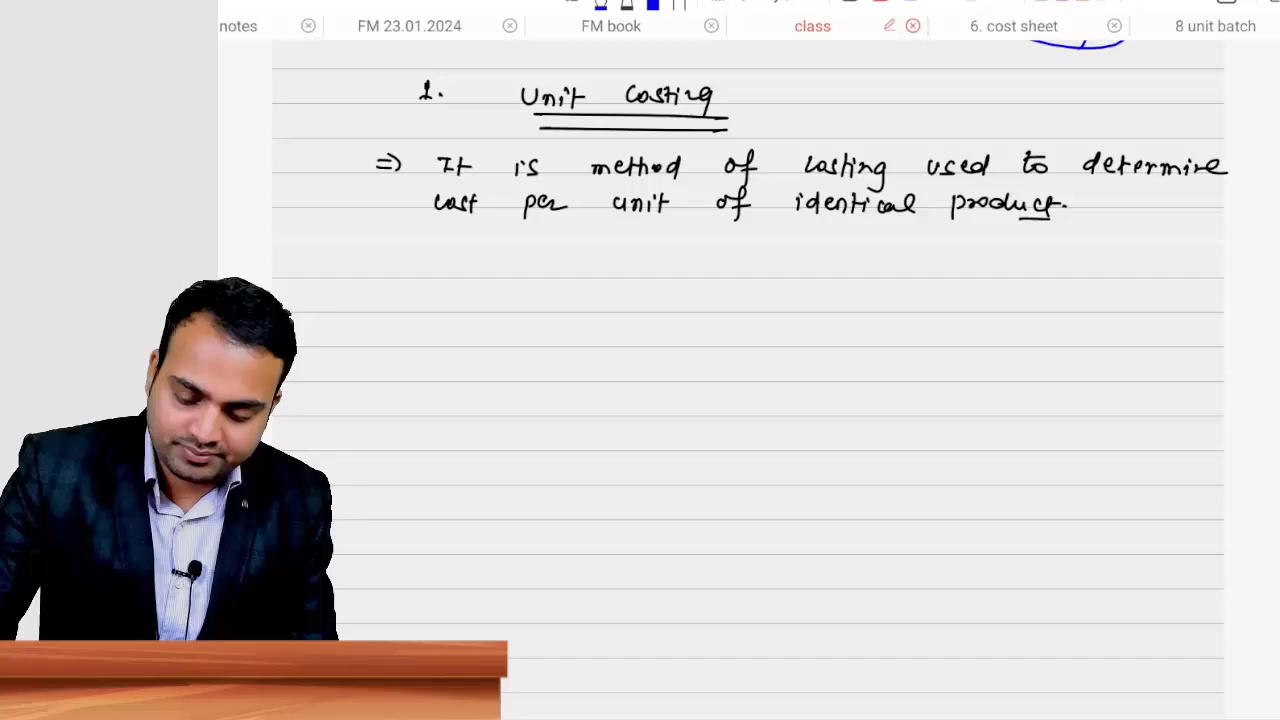 notes FM 23.01.2024 FM book class 6. cost sheet 8 unit batch
1. Unit Costing
⇒ It is method of costing used to determine
cost per unit of identical product.